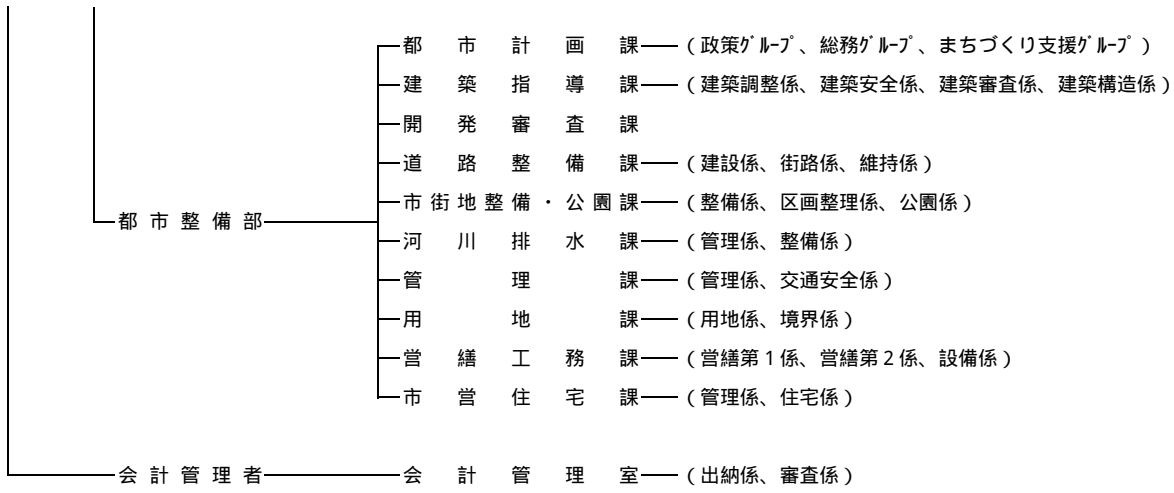 都市計画課 （政策ｸﾞﾙｰﾌﾟ、総務ｸﾞﾙｰﾌﾟ、まちづくり支援ｸﾞﾙｰﾌﾟ）
建築指導課 （建築調整係、建築安全係、建築審査係、建築構造係）
開発審査課
道路整備課 （建設係、街路係、維持係）
市街地整備・公園課 （整備係、区画整理係、公園係）
都市整備部
河川排水課 （管理係、整備係）
管理課 （管理係、交通安全係）
用地課 （用地係、境界係）
営繕工務課 （営繕第１係、営繕第２係、設備係）
市営住宅課 （管理係、住宅係）
会計管理者 会計管理室 （出納係、審査係）